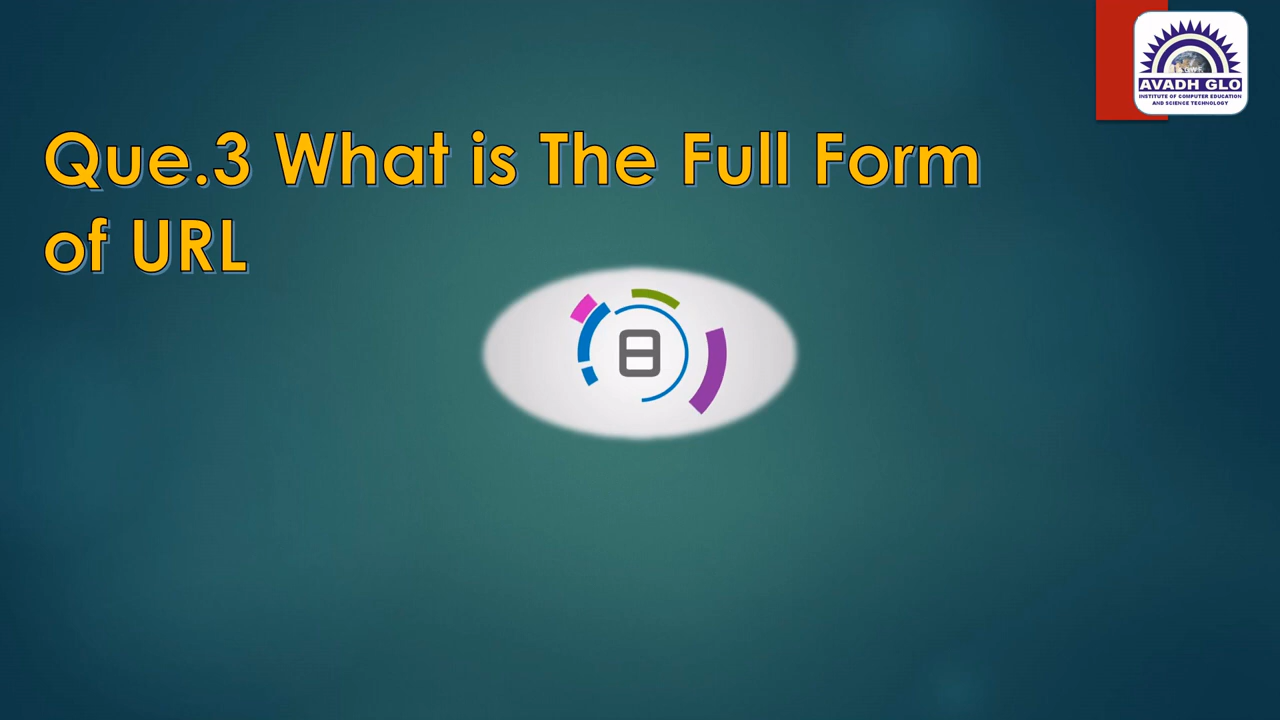 AVADH GLO
INSTITUTE OF COMPUTER EDUCATION
AND SCIENCE TECHNOLOGY
Que.3 What is The Full Form
of URL
8